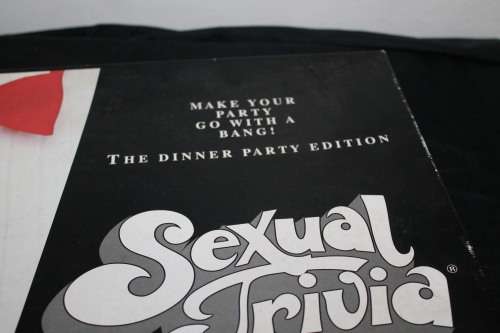 MAKE YOUR
PARTY
GO WITH A
BANG!
THE DINNER PARTY EDITION
Sexual
Trivia®